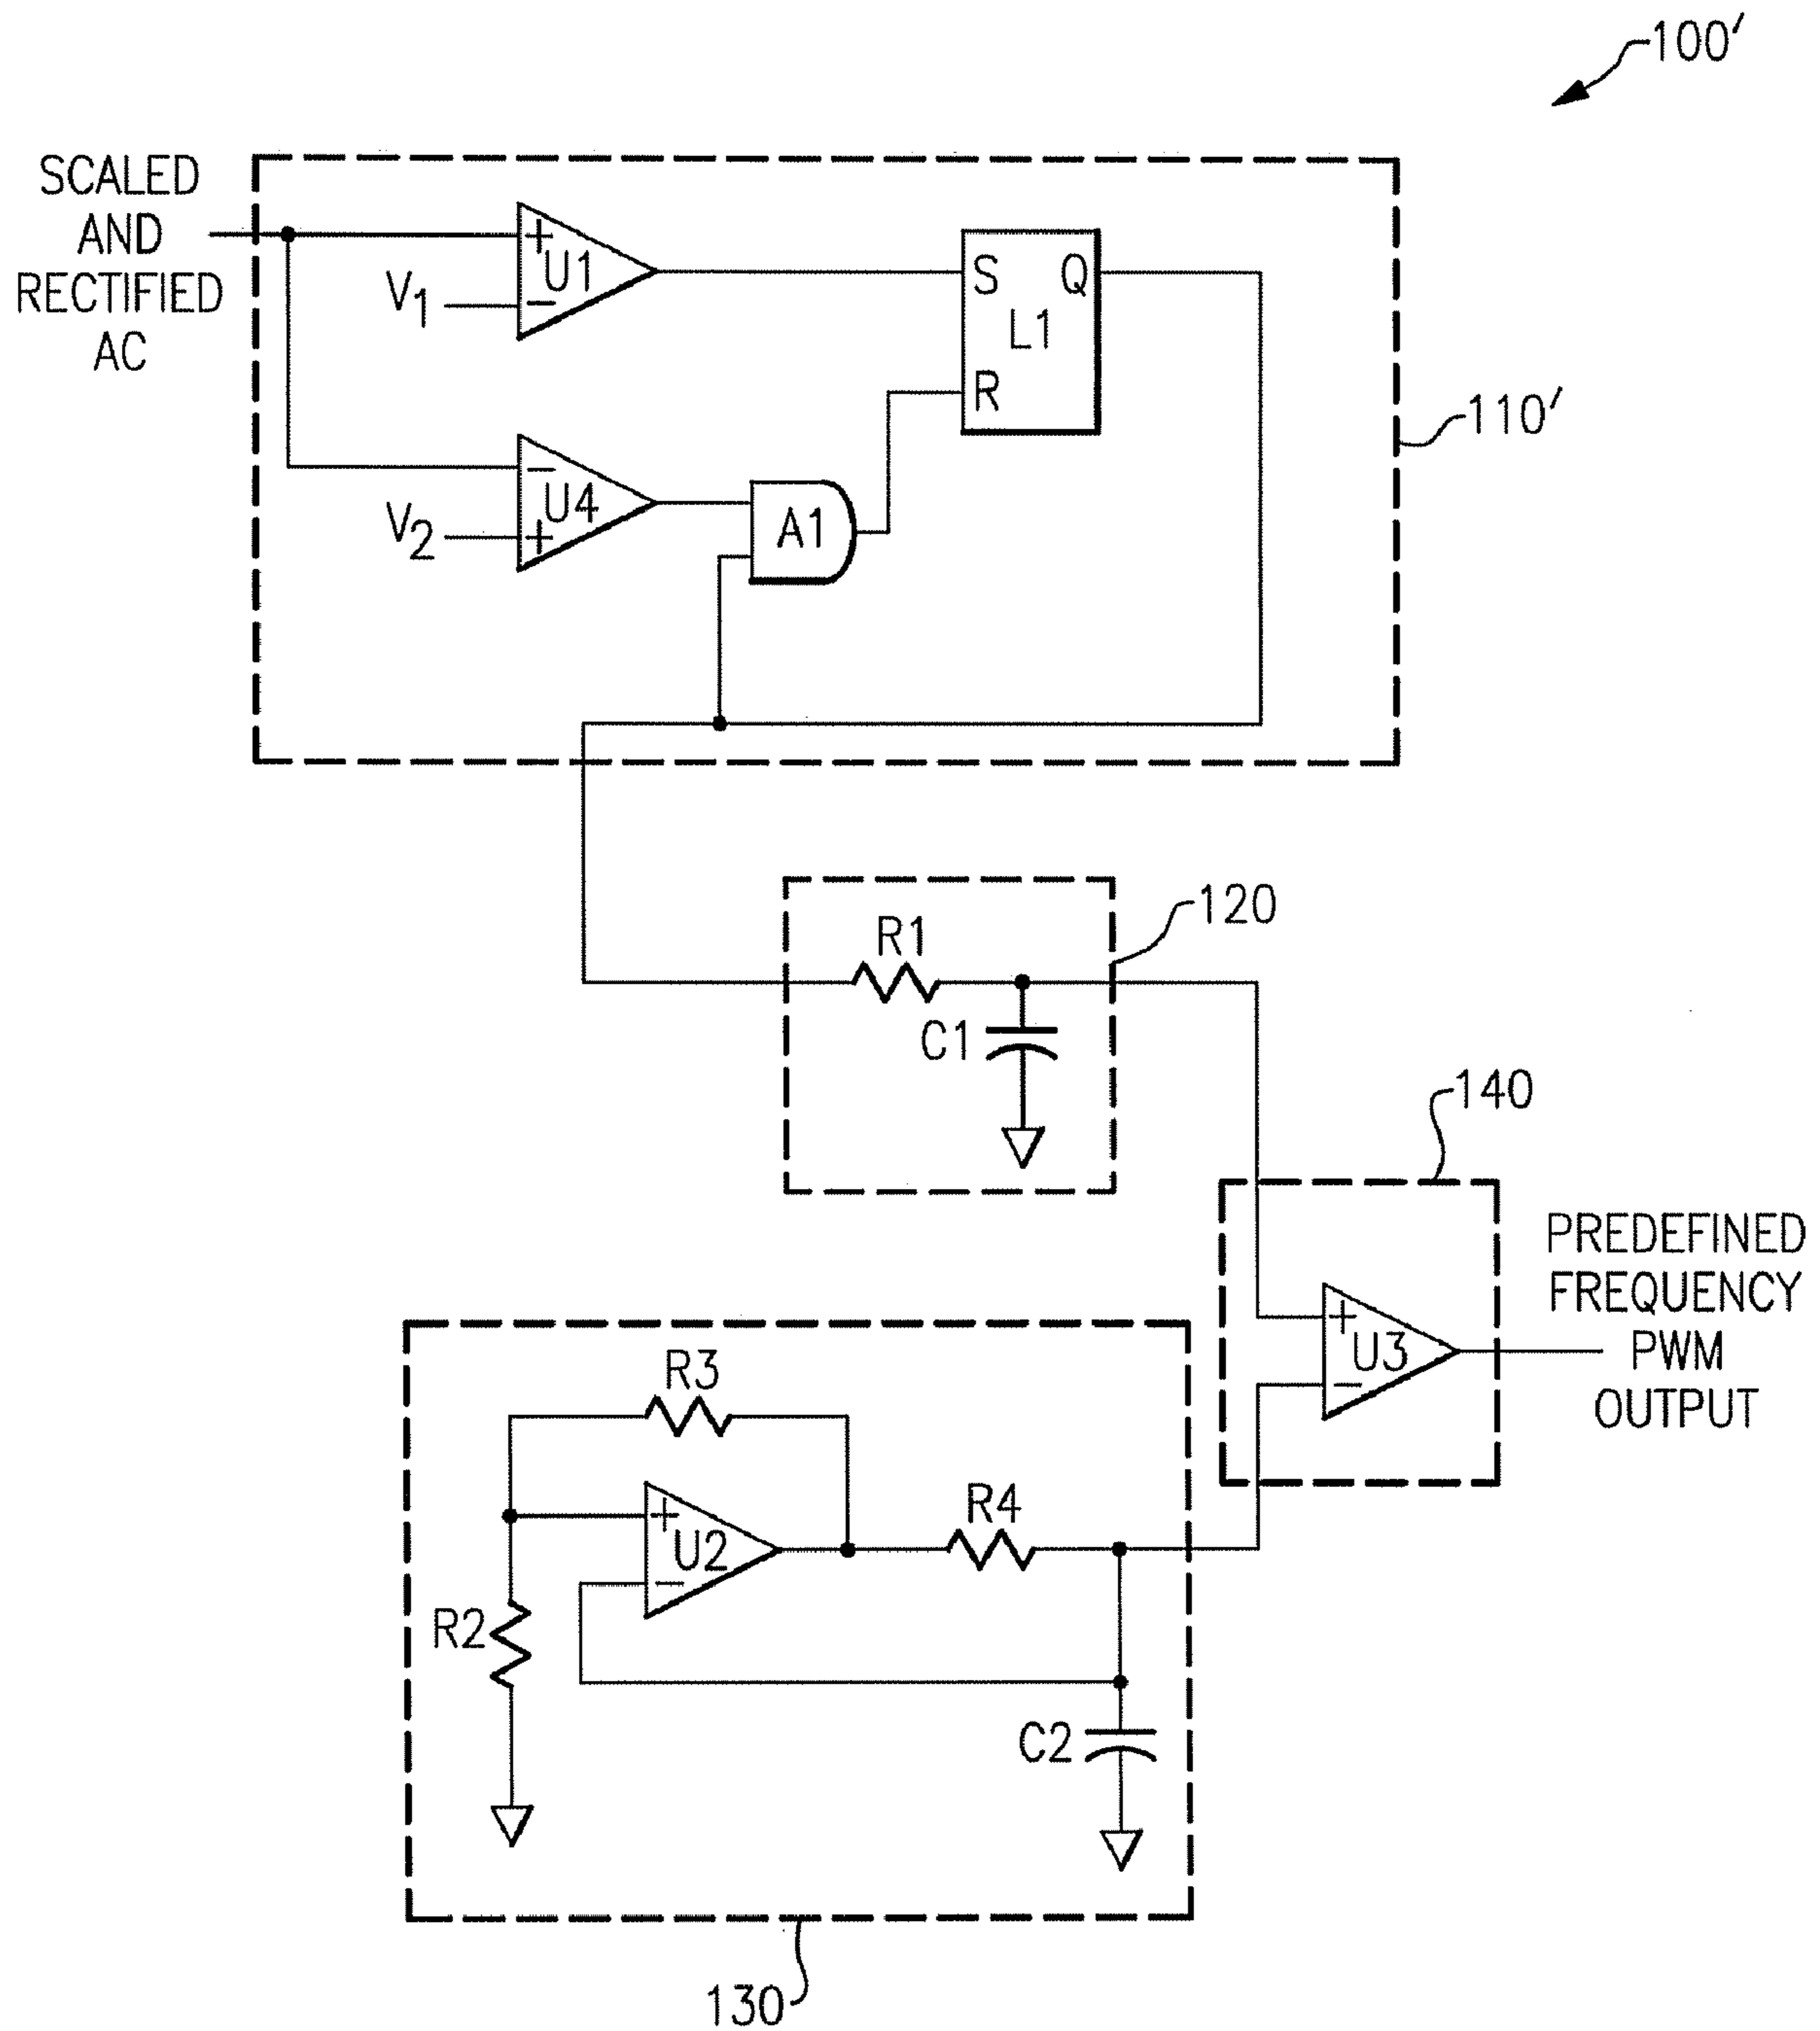 100'
SCALED
AND
RECTIFIED
AC
+
U1
−
V1
S Q
L1
R
110'
−
U4
+
V2
A1
120
R1
C1
140
PREDEFINED
FREQUENCY
PWM
OUTPUT
+
U3
−
R3
+
U2
−
R4
R2
C2
130